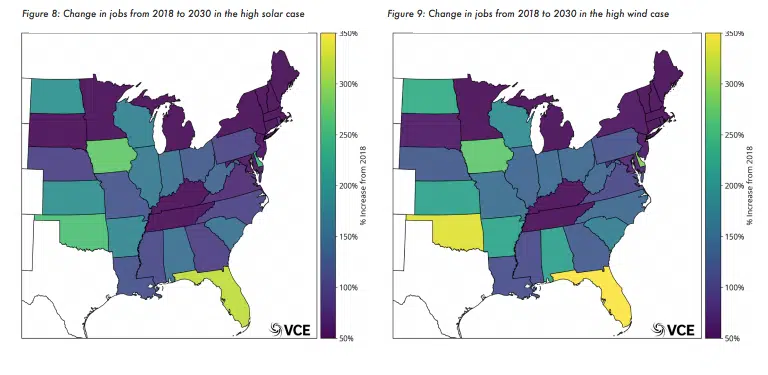 Figure 8: Change in jobs from 2018 to 2030 in the high solar case
350%
300%
250%
200%
150%
100%
50%
% Increase from 2018
VCE
Figure 9: Change in jobs from 2018 to 2030 in the high wind case
350%
300%
250%
200%
150%
100%
50%
% Increase from 2018
VCE